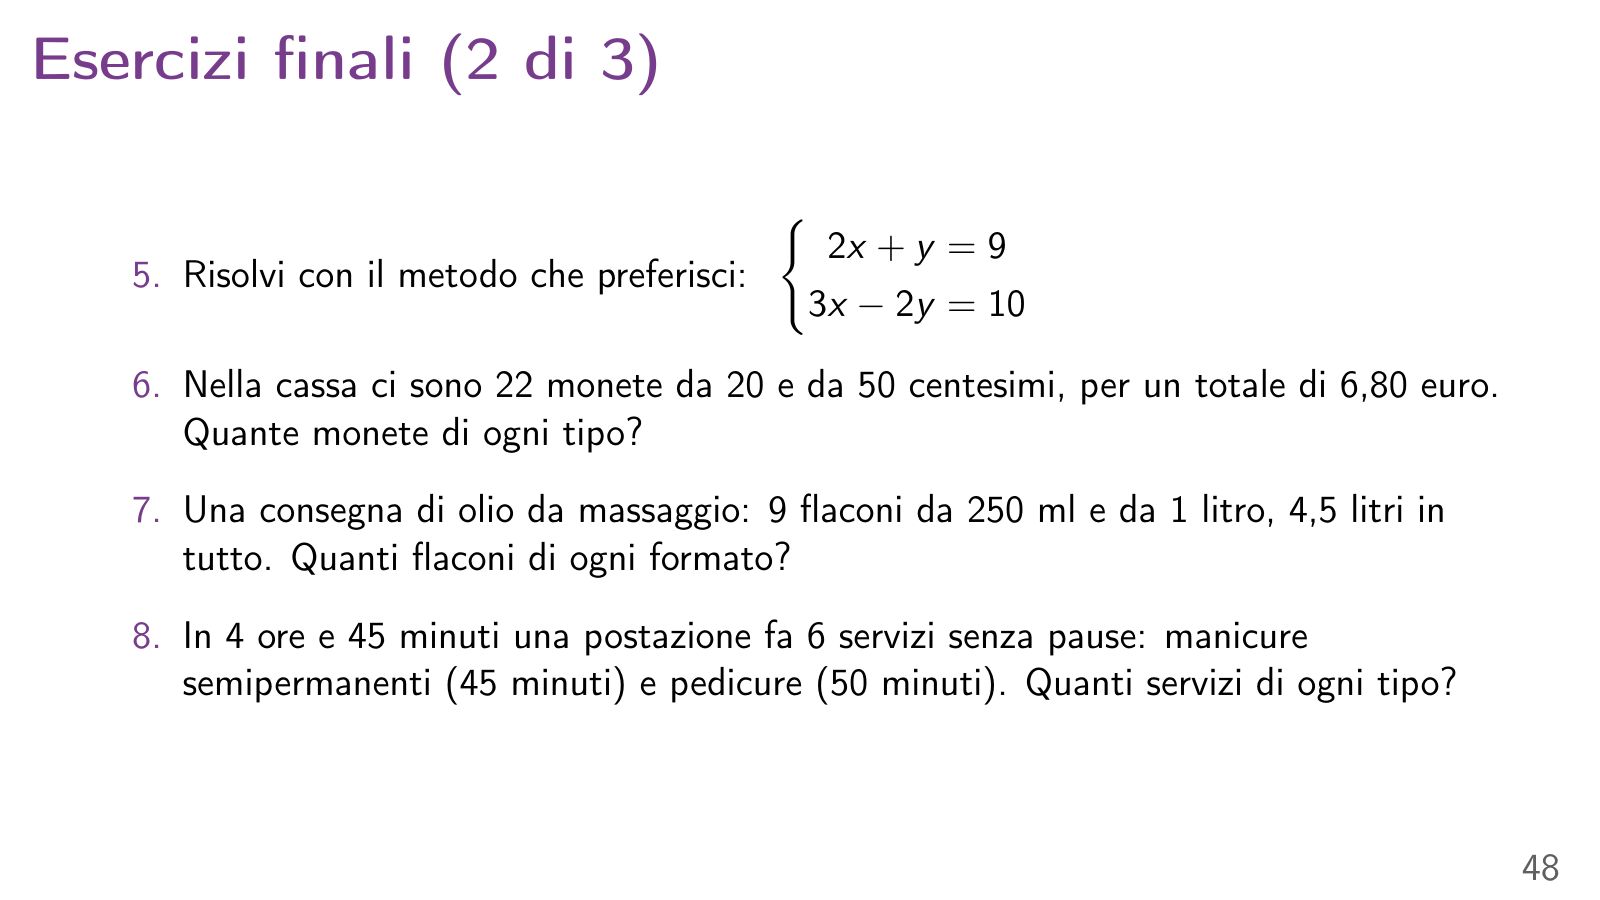 Esercizi finali (2 di 3)
5. Risolvi con il metodo che preferisci: { 2x + y = 9
3x − 2y = 10
6. Nella cassa ci sono 22 monete da 20 e da 50 centesimi, per un totale di 6,80 euro.
Quante monete di ogni tipo?
7. Una consegna di olio da massaggio: 9 flaconi da 250 ml e da 1 litro, 4,5 litri in
tutto. Quanti flaconi di ogni formato?
8. In 4 ore e 45 minuti una postazione fa 6 servizi senza pause: manicure
semipermanenti (45 minuti) e pedicure (50 minuti). Quanti servizi di ogni tipo?
48